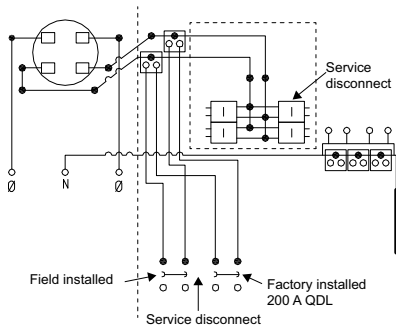 Service
disconnect
Ø N Ø
Field installed
Factory installed
200 A QDL
Service disconnect